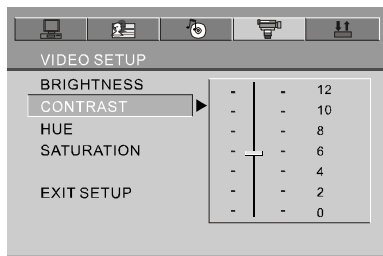 VIDEO SETUP
BRIGHTNESS
CONTRAST
HUE
SATURATION
EXIT SETUP
12
10
8
6
4
2
0